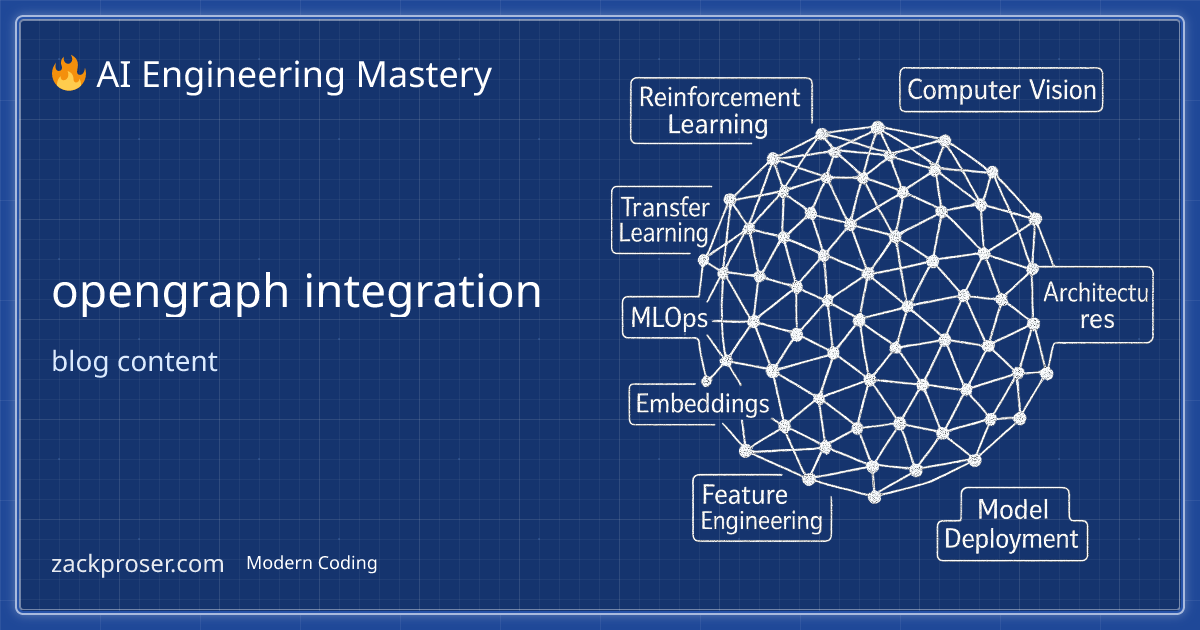 🔥 AI Engineering Mastery
opengraph integration
blog content
zackproser.com
Modern Coding
Reinforcement
Learning
Computer Vision
Transfer
Learning
MLOps
Architectu
res
Embeddings
Feature
Engineering
Model
Deployment